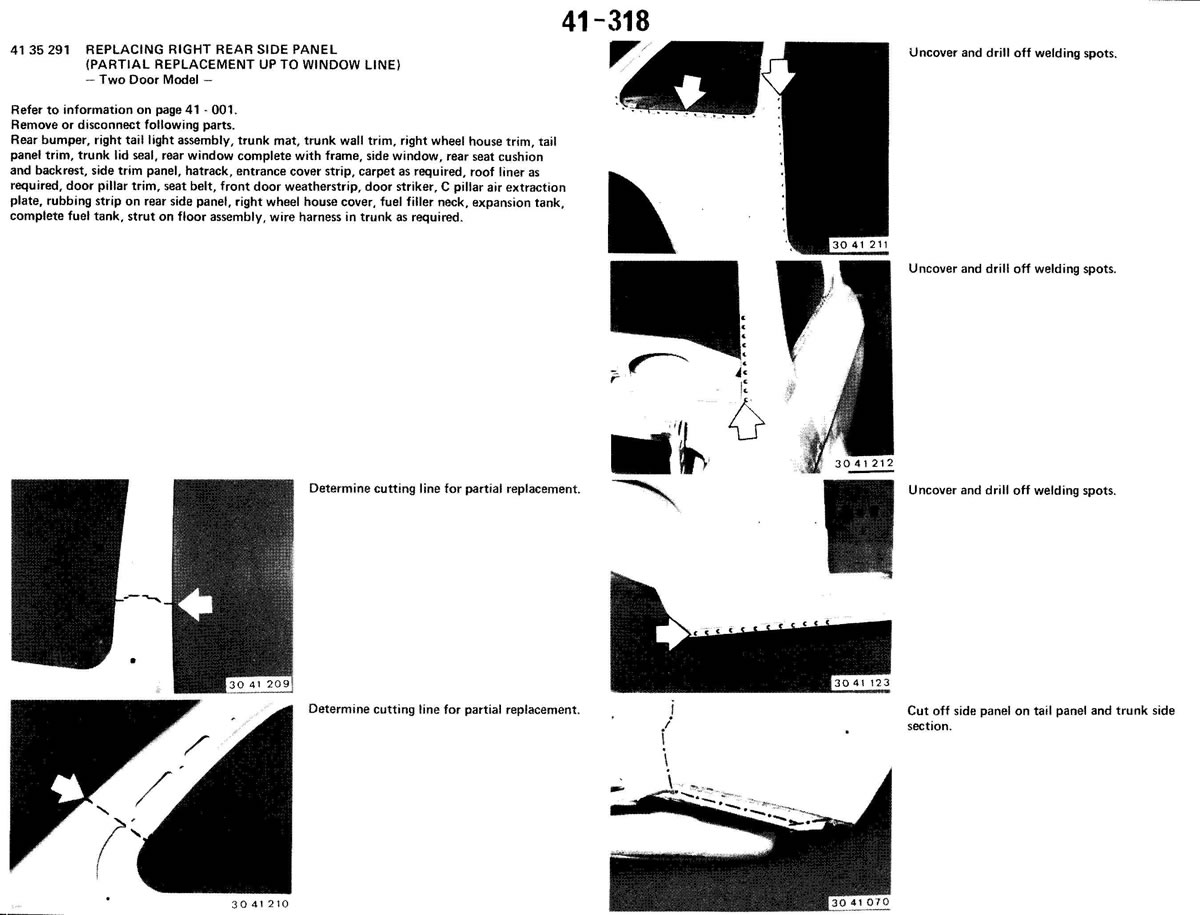 41-318
41 35 291 REPLACING RIGHT REAR SIDE PANEL
(PARTIAL REPLACEMENT UP TO WINDOW LINE)
– Two Door Model –
Refer to information on page 41 - 001.
Remove or disconnect following parts.
Rear bumper, right tail light assembly, trunk mat, trunk wall trim, right wheel house trim, tail
panel trim, trunk lid seal, rear window complete with frame, side window, rear seat cushion
and backrest, side trim panel, hatrack, entrance cover strip, carpet as required, roof liner as
required, door pillar trim, seat belt, front door weatherstrip, door striker, C pillar air extraction
plate, rubbing strip on rear side panel, right wheel house cover, fuel filler neck, expansion tank,
complete fuel tank, strut on floor assembly, wire harness in trunk as required.
Determine cutting line for partial replacement.
30 41 209
Determine cutting line for partial replacement.
30 41 210
Uncover and drill off welding spots.
30 41 211
Uncover and drill off welding spots.
30 41 212
Uncover and drill off welding spots.
30 41 123
Cut off side panel on tail panel and trunk side
section.
30 41 070